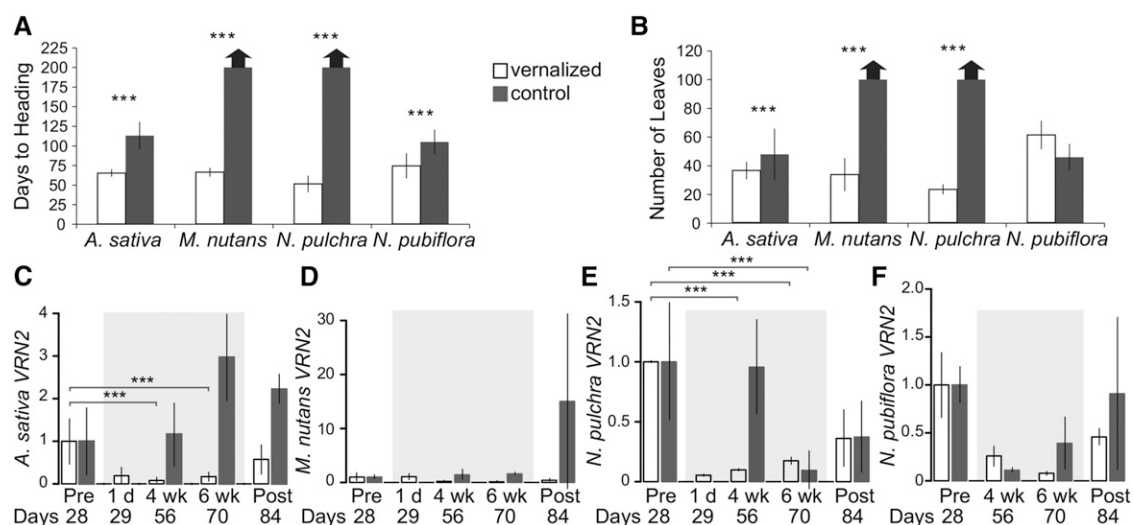 A
Days to Heading
225
200
175
150
125
100
75
50
25
0
***
***
***
***
A. sativa M. nutans N. pulchra N. pubiflora
vernalized
control
B
Number of Leaves
120
100
80
60
40
20
0
***
***
***
A. sativa M. nutans N. pulchra N. pubiflora
C
A. sativa VRN2
4
3
2
1
0
***
***
Pre 1 d 4 wk 6 wk Post
Days 28 29 56 70 84
D
M. nutans VRN2
30
20
10
0
Pre 1 d 4 wk 6 wk Post
Days 28 29 56 70 84
E
N. pulchra VRN2
1.5
1.0
0.5
0
***
***
***
Pre 1 d 4 wk 6 wk Post
Days 28 29 56 70 84
F
N. pubiflora VRN2
2.0
1.5
1.0
0.5
0
Pre 4 wk 6 wk Post
Days 28 56 70 84